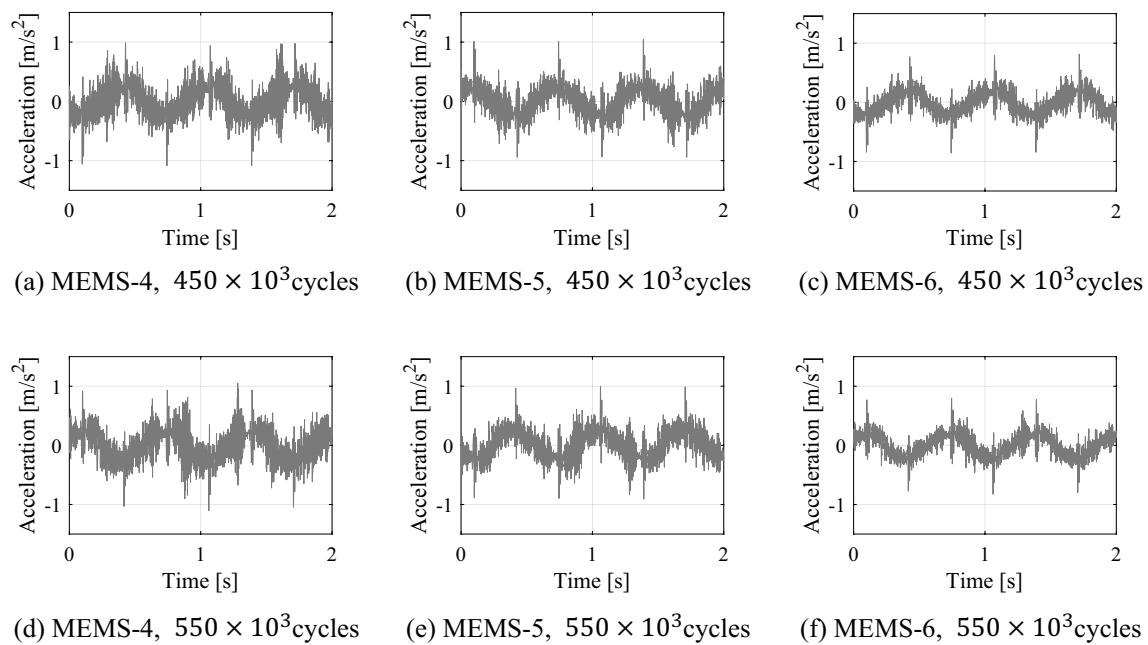 Acceleration [m/s²]
1
0
-1
0
1
2
Time [s]
(a) MEMS-4, 450 × 10³cycles
Acceleration [m/s²]
1
0
-1
0
1
2
Time [s]
(b) MEMS-5, 450 × 10³cycles
Acceleration [m/s²]
1
0
-1
0
1
2
Time [s]
(c) MEMS-6, 450 × 10³cycles
Acceleration [m/s²]
1
0
-1
0
1
2
Time [s]
(d) MEMS-4, 550 × 10³cycles
Acceleration [m/s²]
1
0
-1
0
1
2
Time [s]
(e) MEMS-5, 550 × 10³cycles
Acceleration [m/s²]
1
0
-1
0
1
2
Time [s]
(f) MEMS-6, 550 × 10³cycles